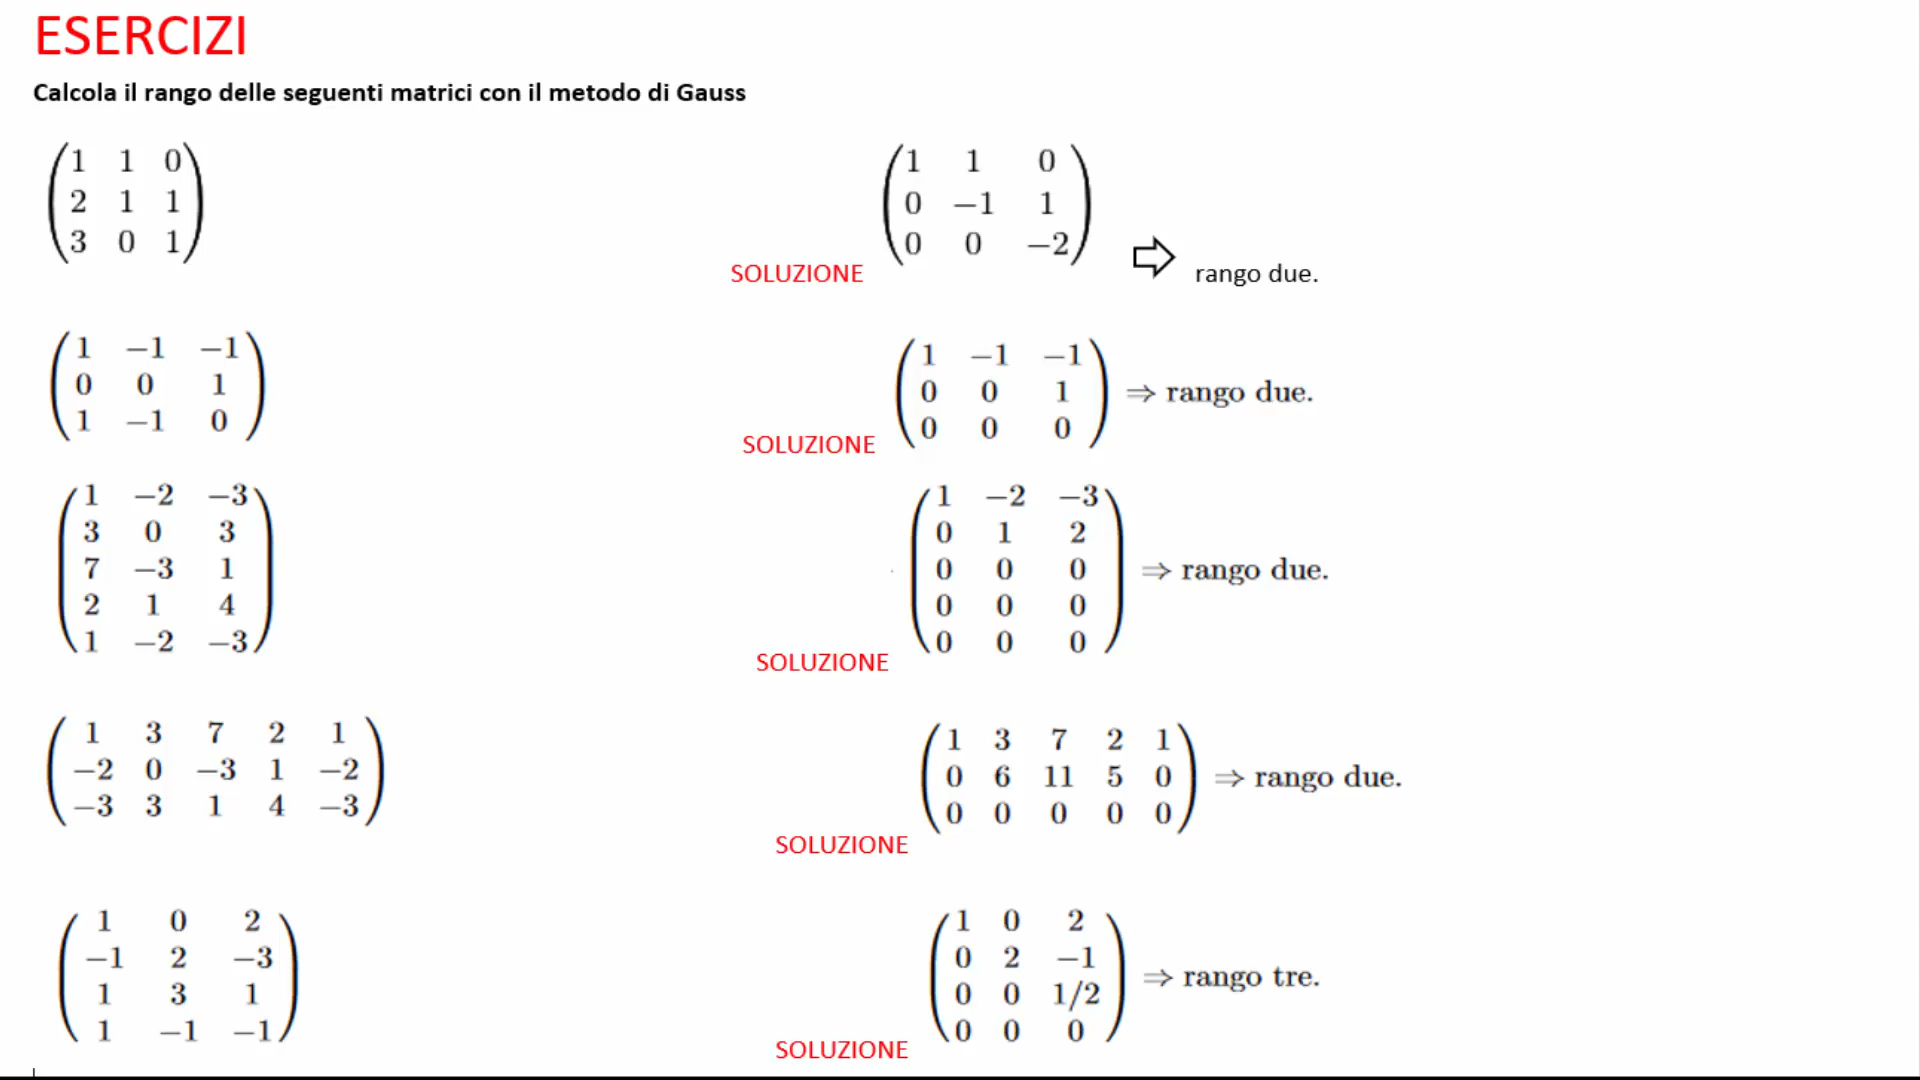 ESERCIZI
Calcola il rango delle seguenti matrici con il metodo di Gauss
1 1 0
2 1 1
3 0 1
1 1 0
0 −1 1
0 0 −2
SOLUZIONE
rango due.
1 −1 −1
0 0 1
1 −1 0
1 −1 −1
0 0 1
0 0 0
⇒ rango due.
SOLUZIONE
1 −2 −3
3 0 3
7 −3 1
2 1 4
1 −2 −3
1 −2 −3
0 1 2
0 0 0
0 0 0
0 0 0
⇒ rango due.
SOLUZIONE
1 3 7 2 1
−2 0 −3 1 −2
−3 3 1 4 −3
1 3 7 2 1
0 6 11 5 0
0 0 0 0 0
⇒ rango due.
SOLUZIONE
1 0 2
−1 2 −3
1 3 1
1 −1 −1
1 0 2
0 2 −1
0 0 1/2
0 0 0
⇒ rango tre.
SOLUZIONE